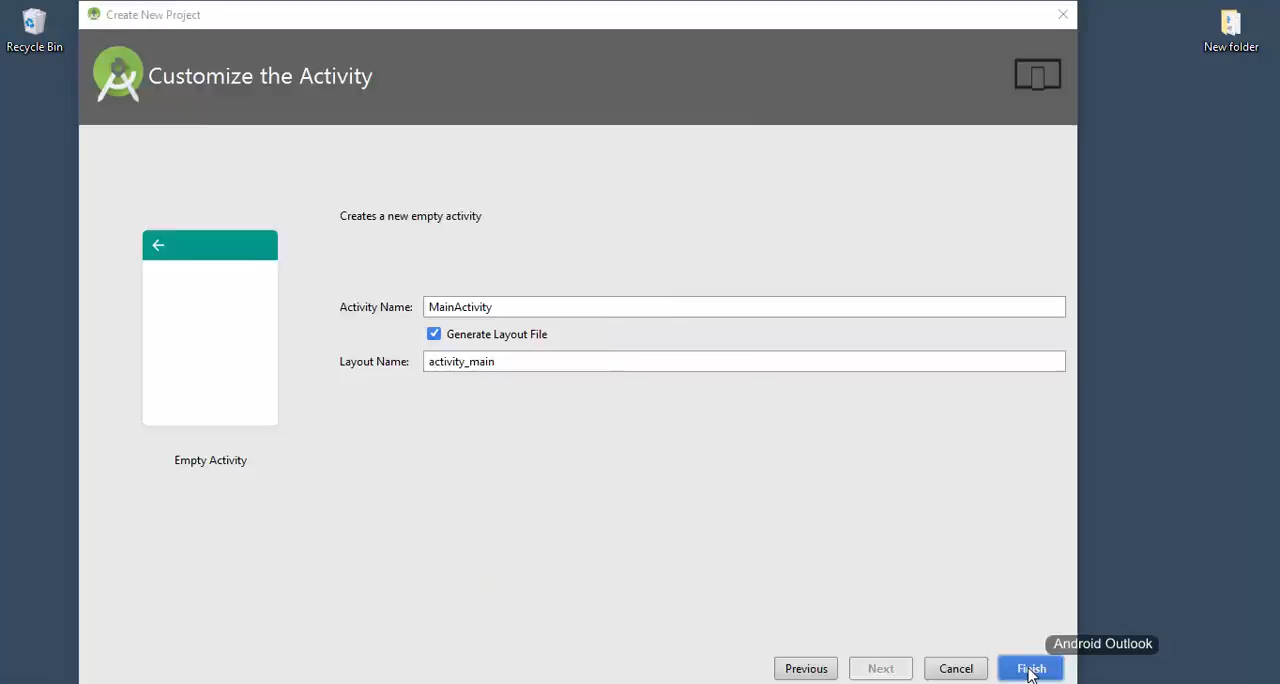 Create New Project
Recycle Bin
New folder
Customize the Activity
Creates a new empty activity
Activity Name: MainActivity
Generate Layout File
Layout Name: activity_main
Empty Activity
Android Outlook
Previous Next Cancel Finish